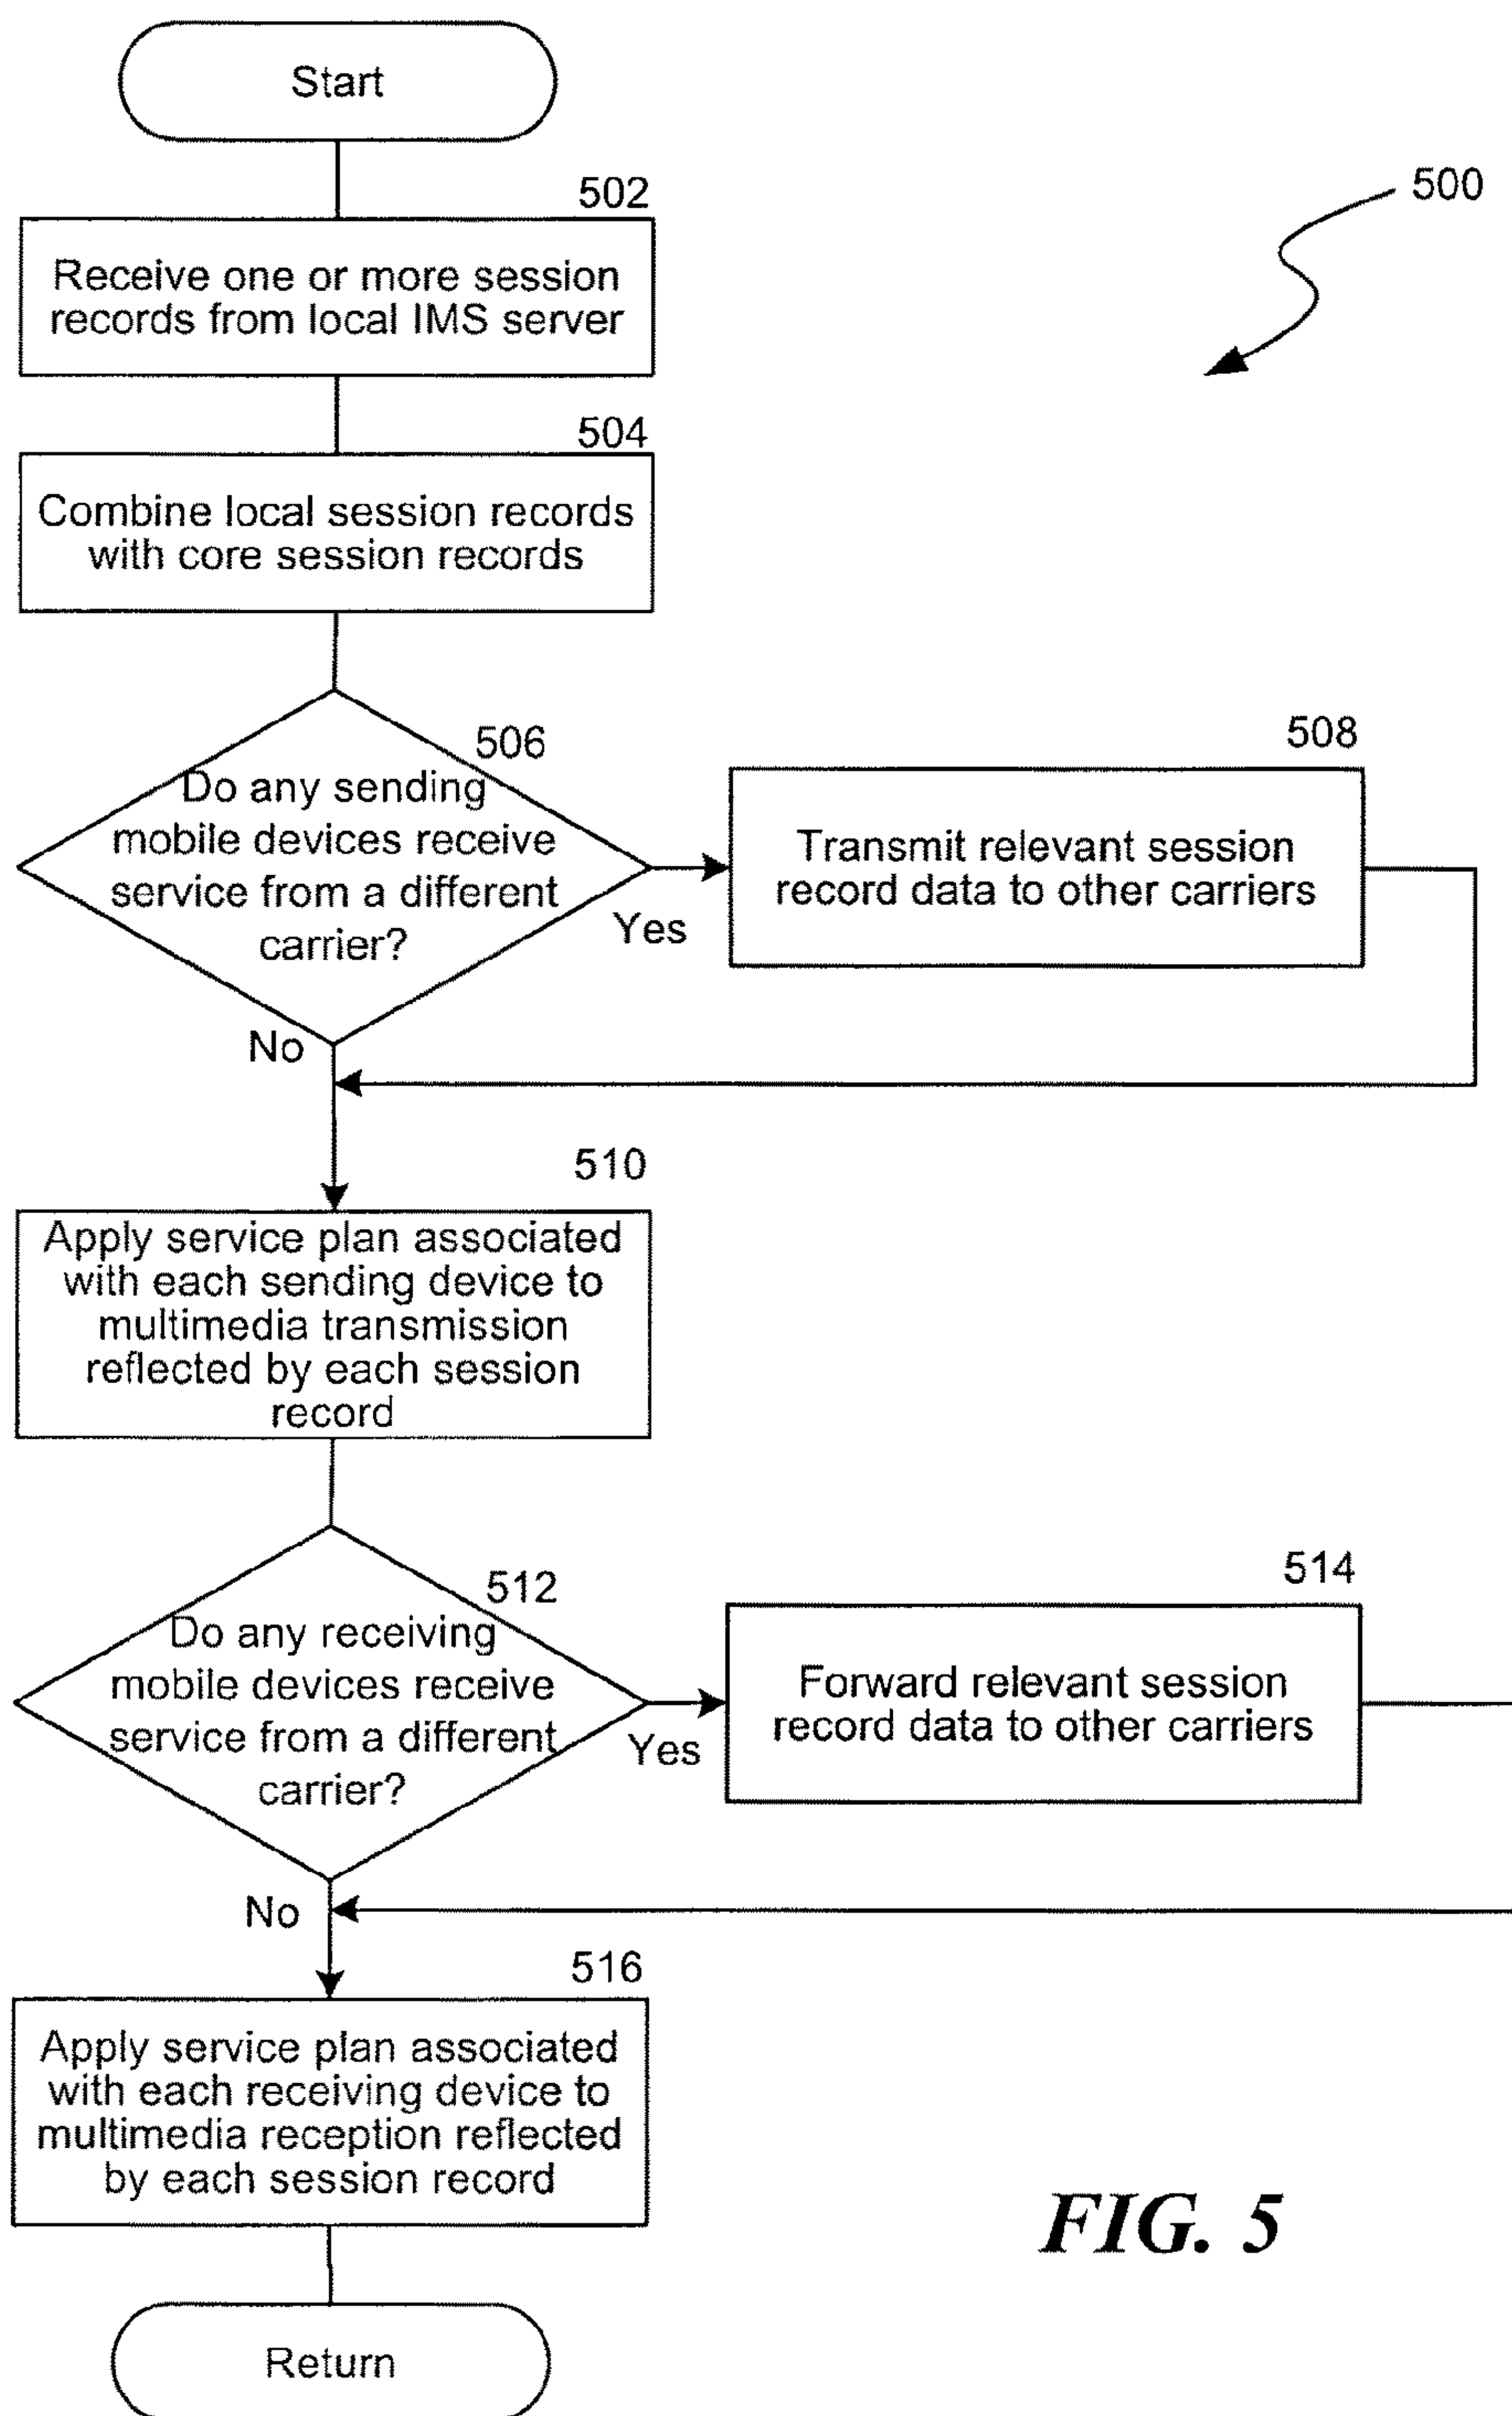 Start
500
502
Receive one or more session
records from local IMS server
504
Combine local session records
with core session records
506
Do any sending
mobile devices receive
service from a different
carrier?
Yes
508
Transmit relevant session
record data to other carriers
No
510
Apply service plan associated
with each sending device to
multimedia transmission
reflected by each session
record
512
Do any receiving
mobile devices receive
service from a different
carrier?
Yes
514
Forward relevant session
record data to other carriers
No
516
Apply service plan associated
with each receiving device to
multimedia reception reflected
by each session record
FIG. 5
Return